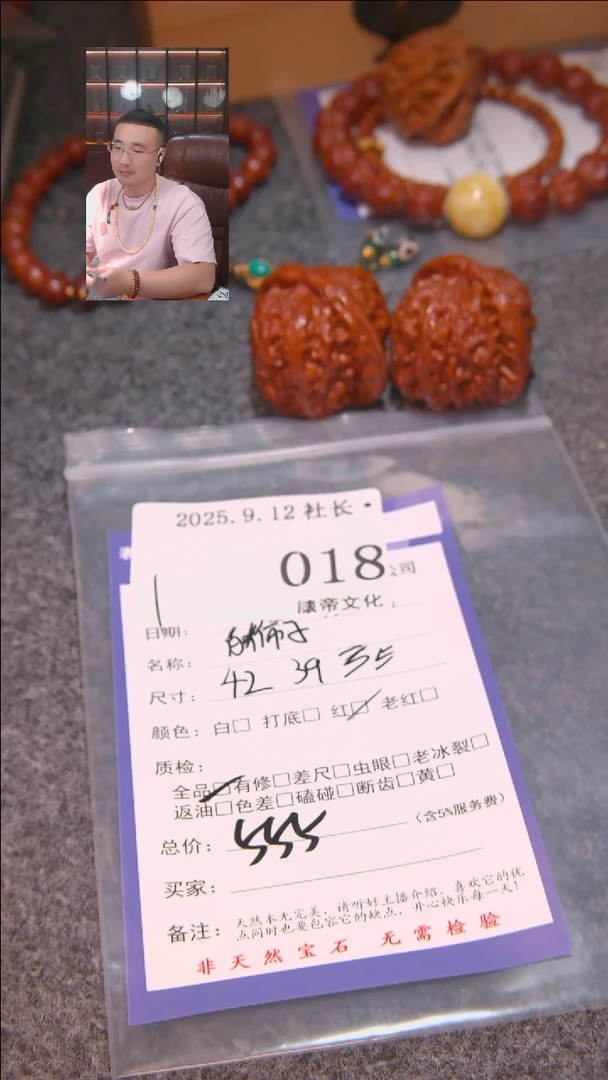 2025.9.12社长·
018
公司
帝文化
日期：
名称： 狮子
尺寸： 42 39 35
颜色：白□ 打底□ 红□ 老红□
质检：
全品□有修□差尺□虫眼□老冰裂□
返油□色差□磕碰□断齿□黄□
总价： 555 （含5%服务费）
买家：
备注： 天然本无完美，请听好主播介绍，喜欢它的优
点同时也要包容它的缺点，开心快乐每一天！
非天然宝石 无需检验